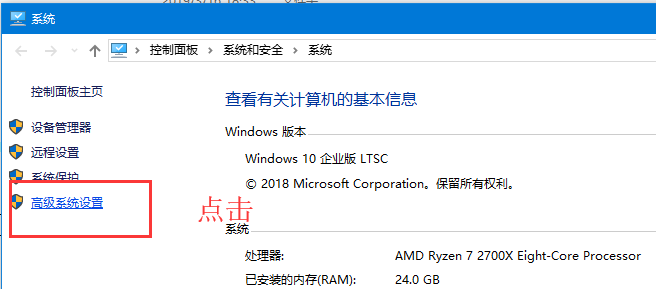 系统
控制面板 > 系统和安全 > 系统
控制面板主页
设备管理器
远程设置
系统保护
高级系统设置
查看有关计算机的基本信息
Windows 版本
Windows 10 企业版 LTSC
© 2018 Microsoft Corporation。保留所有权利。
点击
系统
处理器: AMD Ryzen 7 2700X Eight-Core Processor
已安装的内存(RAM): 24.0 GB